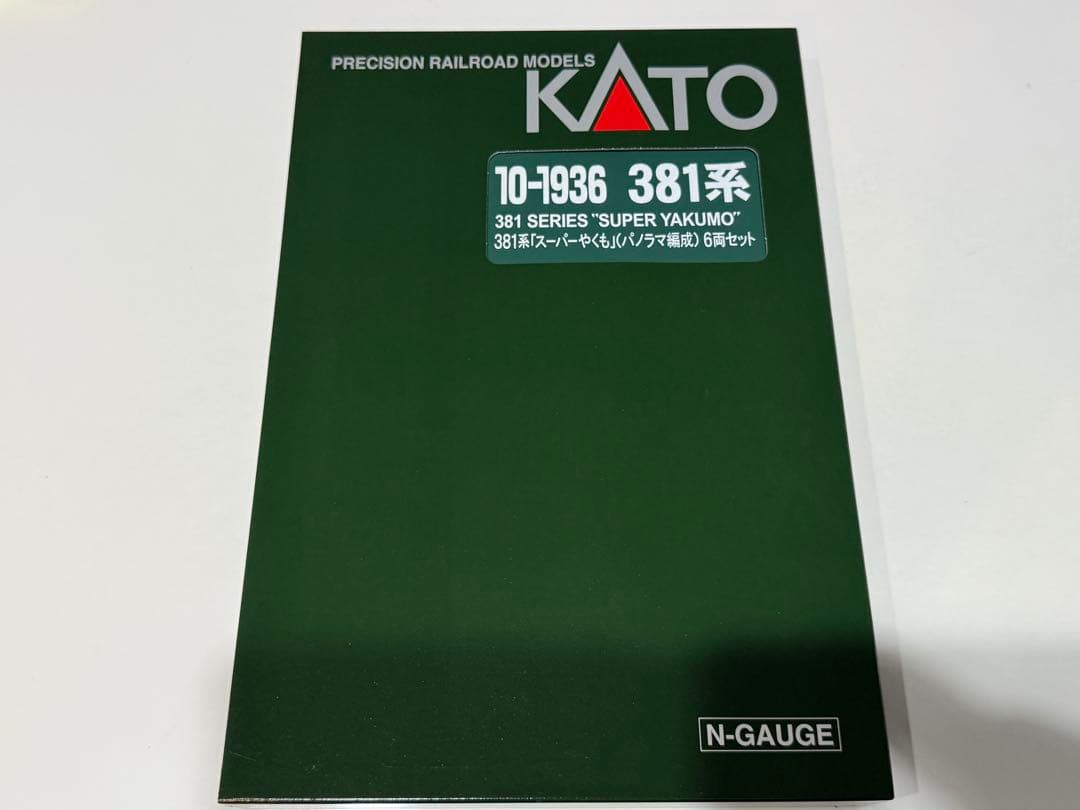 PRECISION RAILROAD MODELS
KATO
10-1936 381系
381 SERIES "SUPER YAKUMO"
381系「スーパーやくも」(パノラマ編成) 6両セット
N-GAUGE